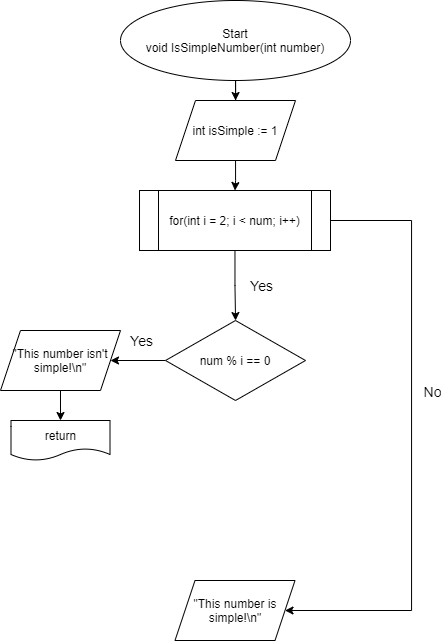 Start
void IsSimpleNumber(int number)
int isSimple := 1
for(int i = 2; i < num; i++)
Yes
num % i == 0
Yes
"This number isn't
simple!\n"
return
No
"This number is
simple!\n"